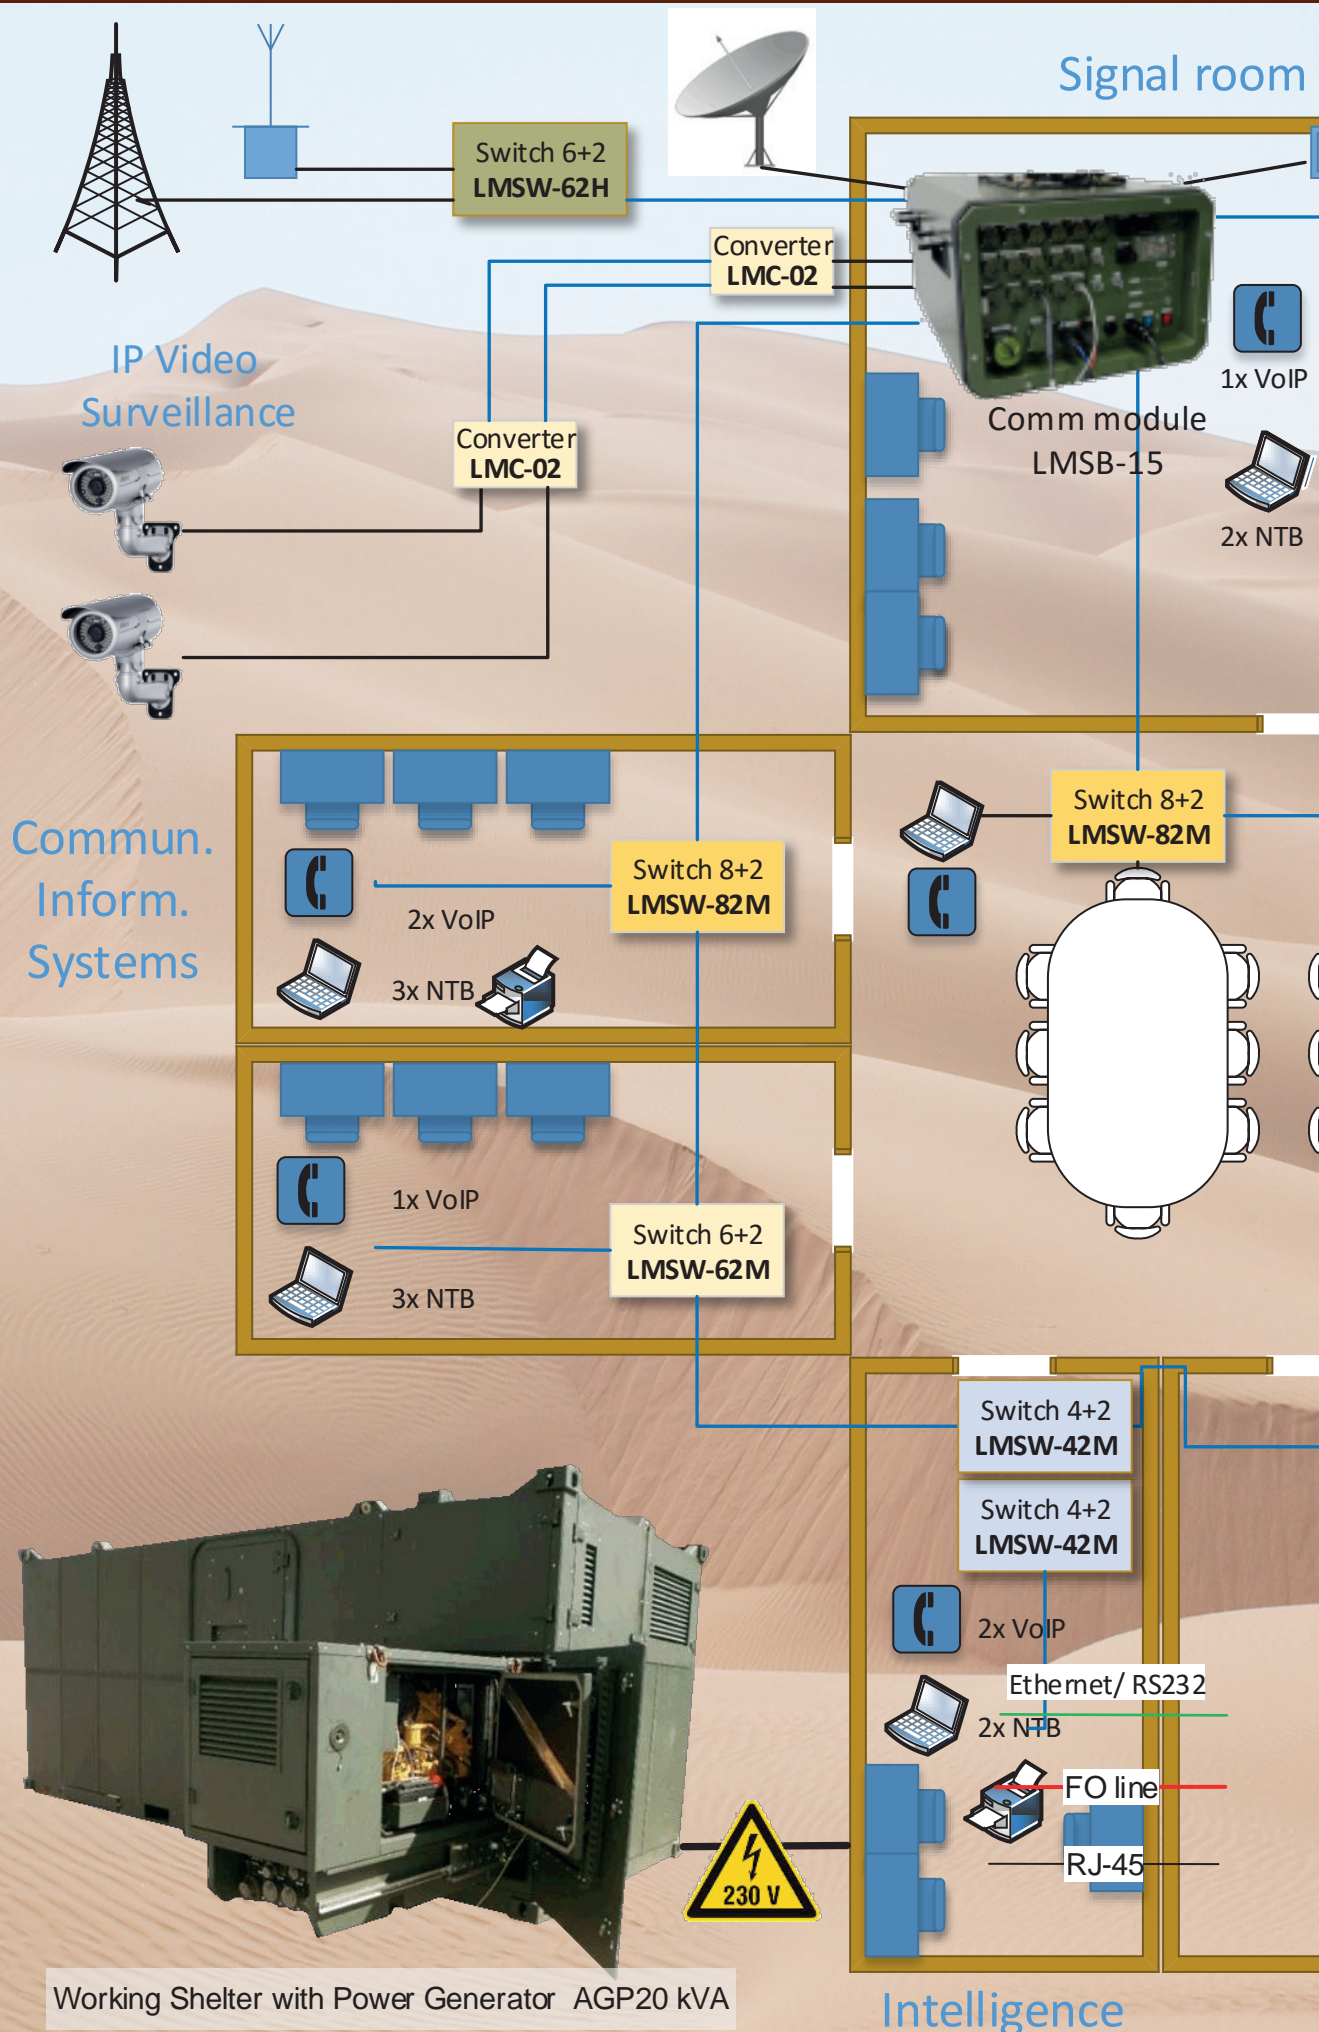 Signal room
Switch 6+2
LMSW-62H
Converter
LMC-02
1x VoIP
Comm module
LMSB-15
2x NTB
IP Video
Surveillance
Converter
LMC-02
Commun.
Inform.
Systems
Switch 8+2
LMSW-82M
2x VoIP
3x NTB
Switch 8+2
LMSW-82M
1x VoIP
3x NTB
Switch 6+2
LMSW-62M
Switch 4+2
LMSW-42M
Switch 4+2
LMSW-42M
2x VoIP
Ethernet/ RS232
2x NTB
FO line
RJ-45
230 V
Working Shelter with Power Generator AGP20 kVA
Intelligence